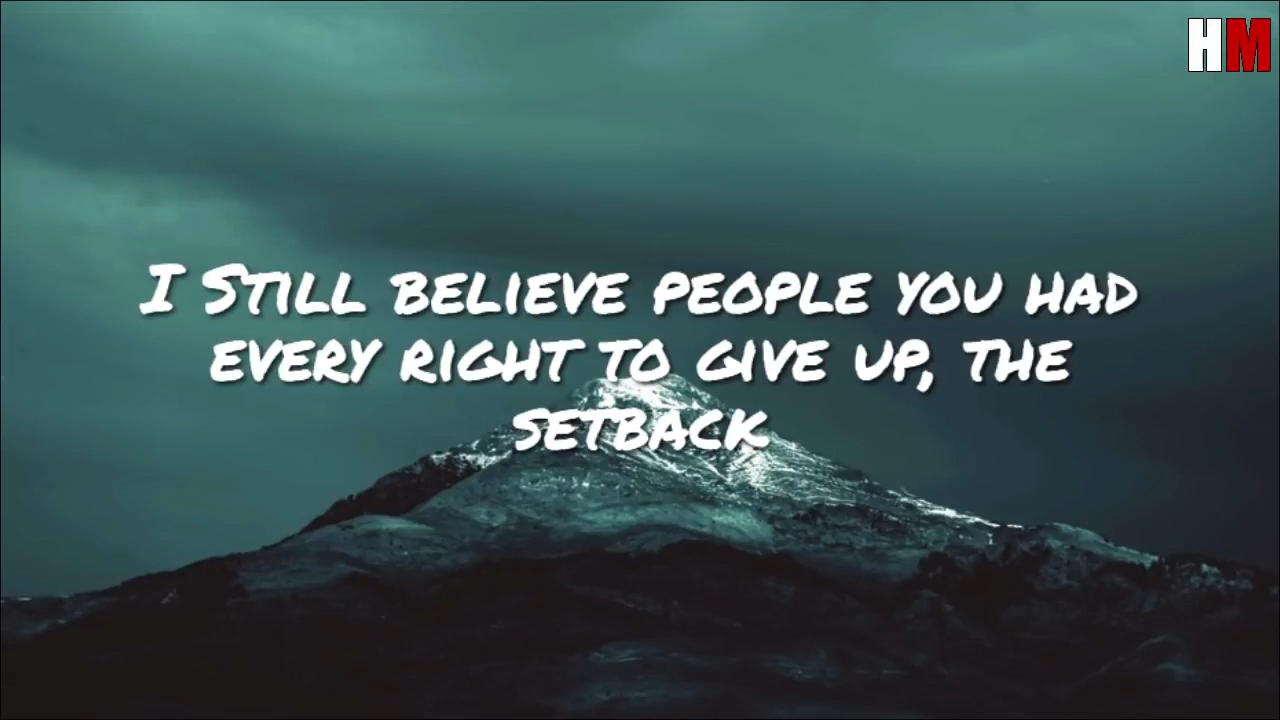 HM
I STILL BELIEVE PEOPLE YOU HAD
EVERY RIGHT TO GIVE UP, THE
SETBACK